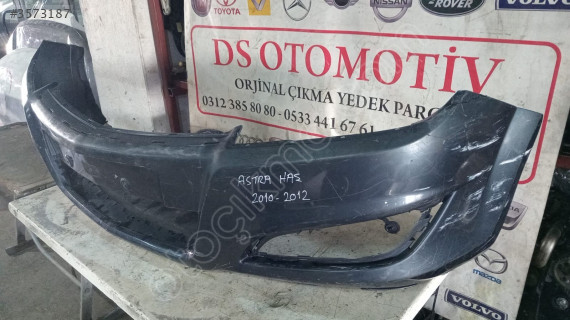 #3573187
TOYOTA
NISSAN
ROVER
VOLVO
DS OTOMOTİV
ORJİNAL ÇIKMA YEDEK PARÇ
0312 385 80 80 - 0533 441 67 61
ASTRA HAS
2010-2012
mazda
VOLVO